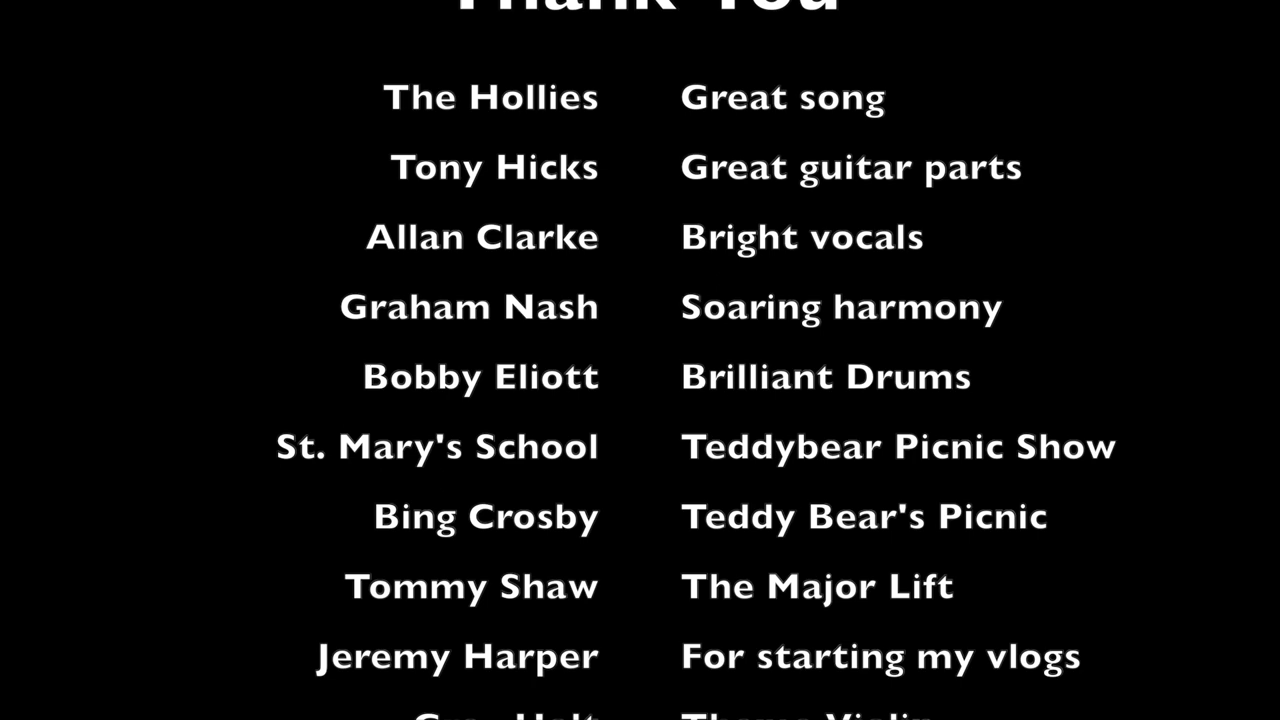 Thank You
The Hollies Great song
Tony Hicks Great guitar parts
Allan Clarke Bright vocals
Graham Nash Soaring harmony
Bobby Eliott Brilliant Drums
St. Mary's School Teddybear Picnic Show
Bing Crosby Teddy Bear's Picnic
Tommy Shaw The Major Lift
Jeremy Harper For starting my vlogs